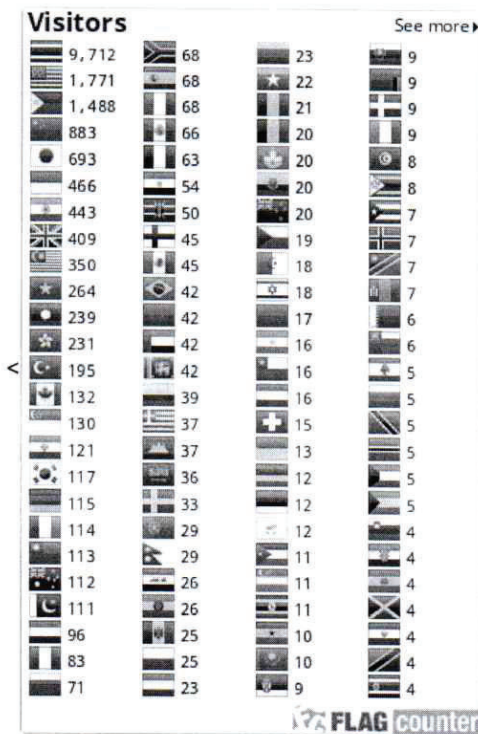 Visitors See more
9,712 68 23 9
1,771 68 22 9
1,488 68 21 9
883 66 20 9
693 63 20 8
466 54 20 8
443 50 20 7
409 45 19 7
350 45 18 7
264 42 18 7
239 42 17 6
231 42 16 6
< 195 42 16 5
132 39 16 5
130 37 15 5
121 37 13 5
117 36 12 5
115 33 12 5
114 29 12 4
113 29 11 4
112 26 11 4
111 26 11 4
96 25 10 4
83 25 10 4
71 23 9 4
FLAG counter